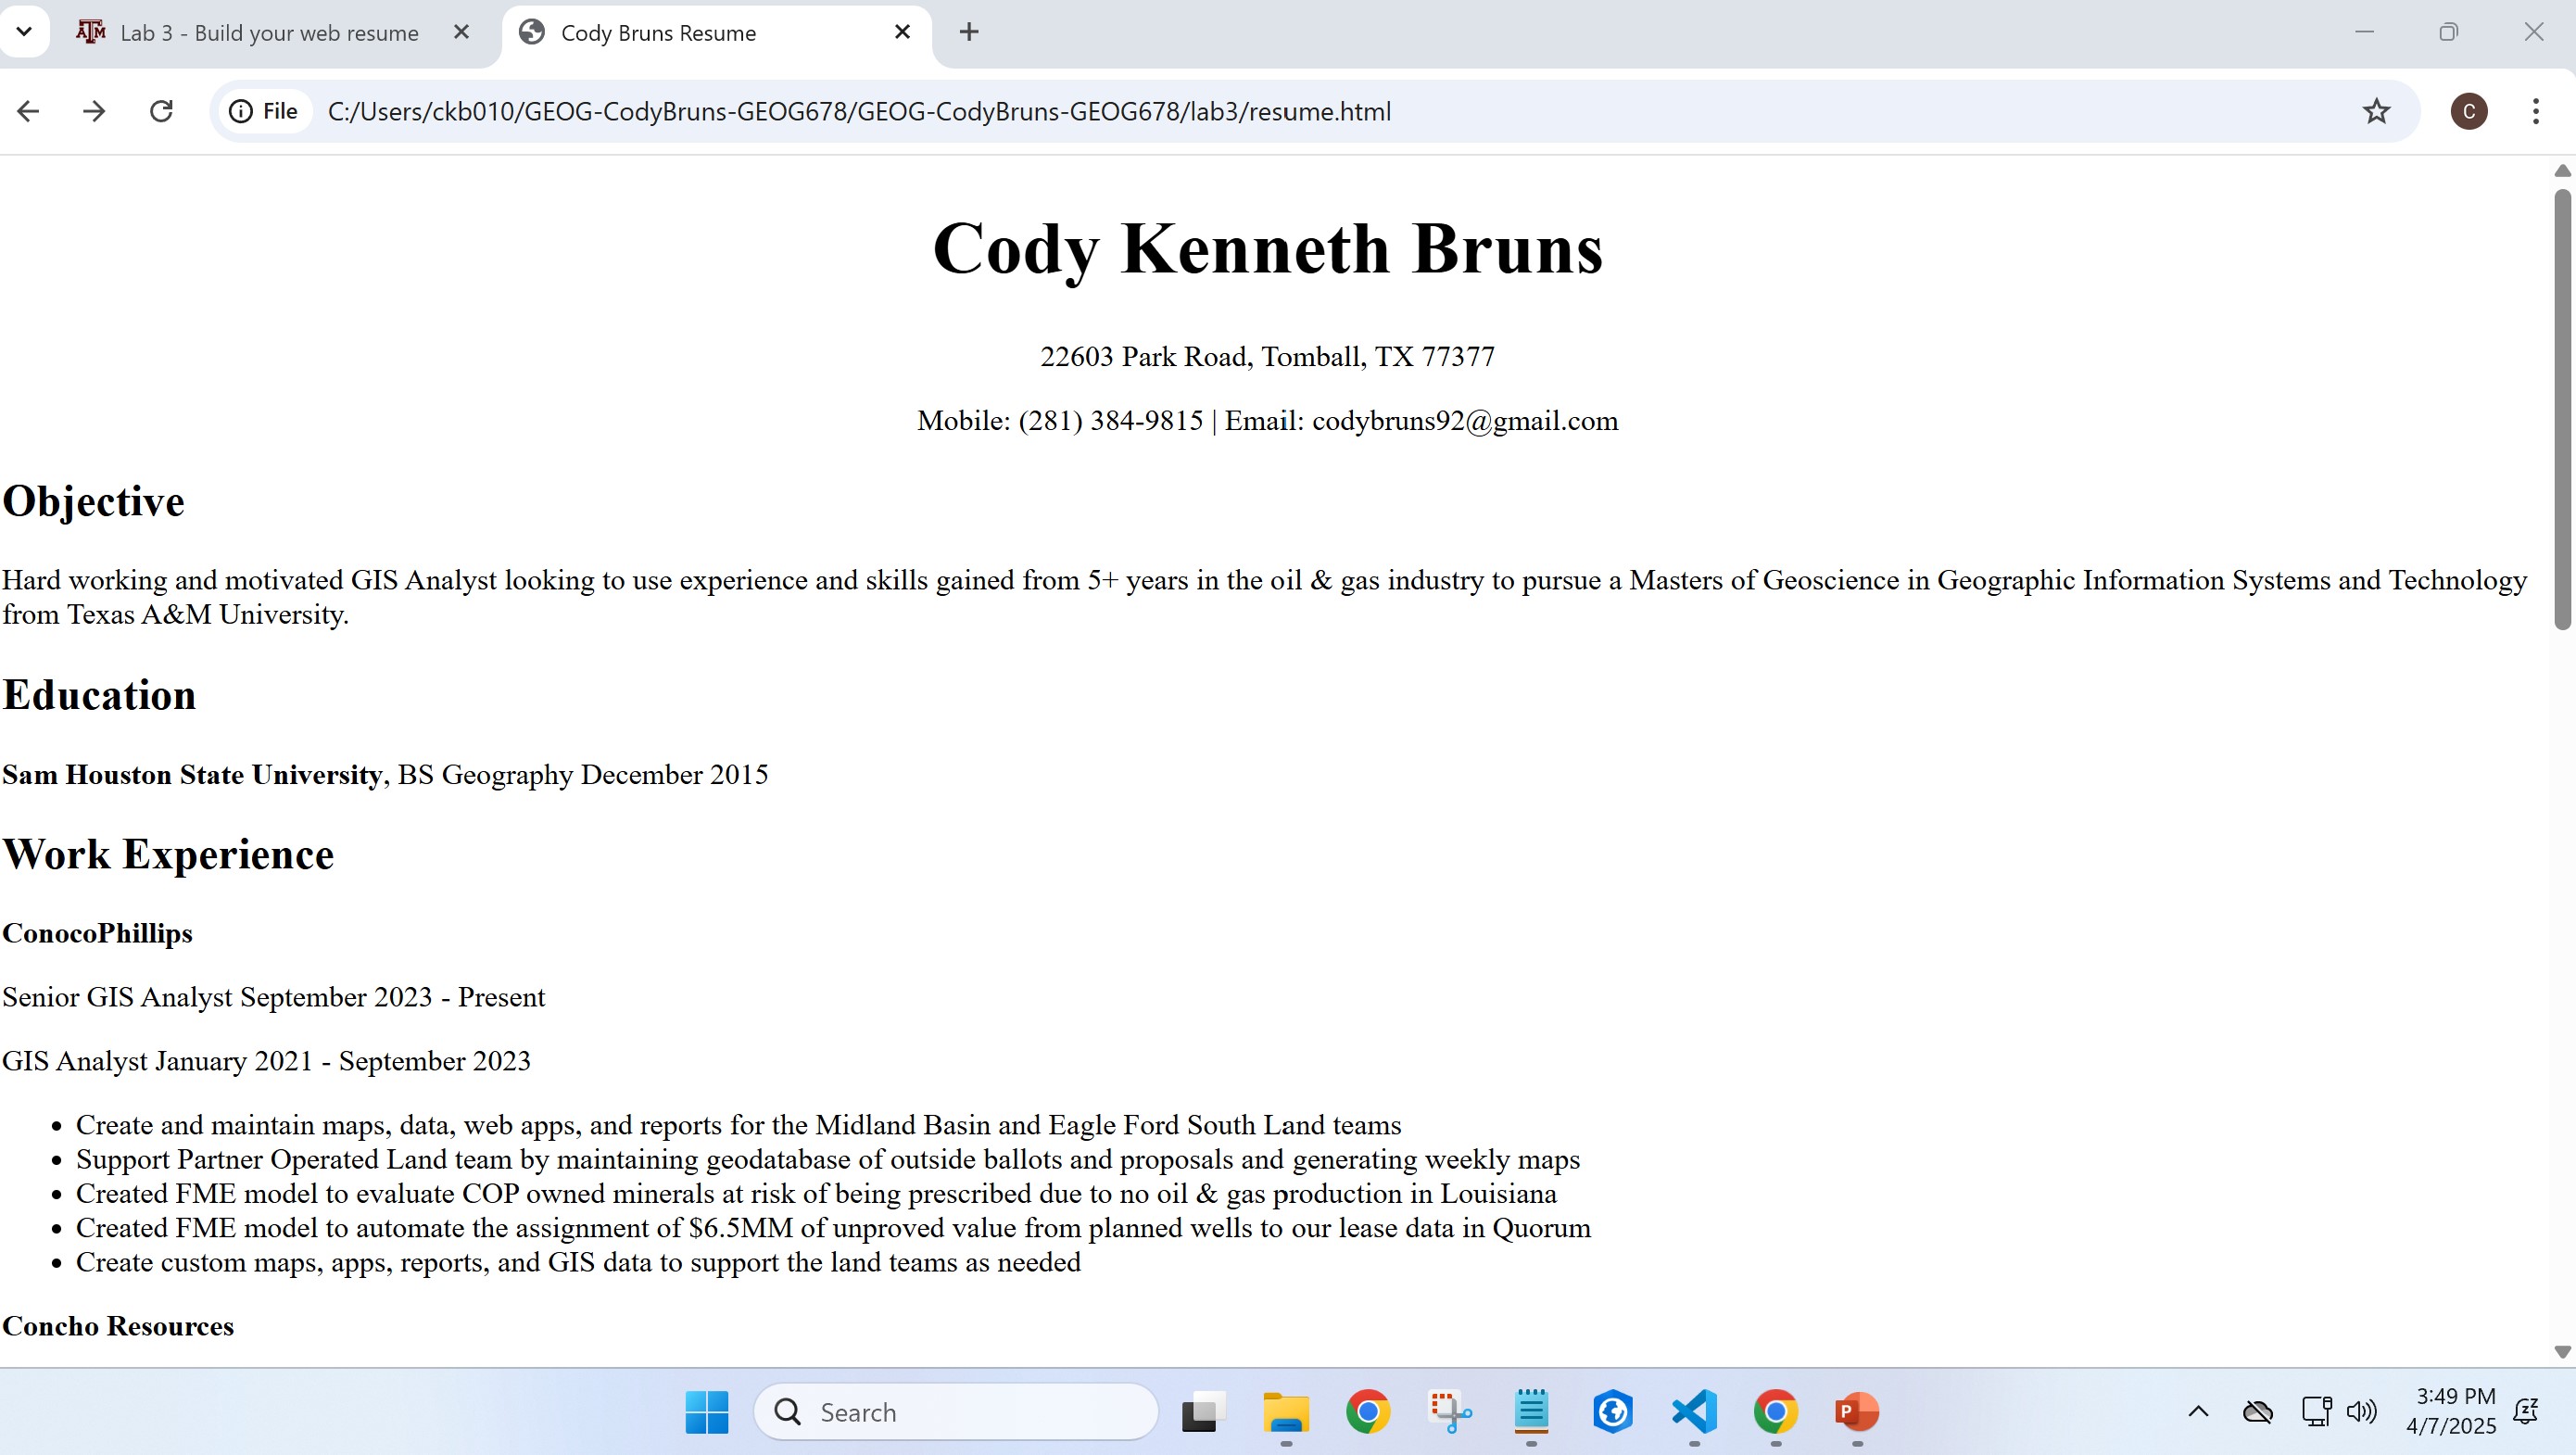 Lab 3 - Build your web resume
Cody Bruns Resume
File
C:/Users/ckb010/GEOG-CodyBruns-GEOG678/GEOG-CodyBruns-GEOG678/lab3/resume.html
C
Cody Kenneth Bruns
22603 Park Road, Tomball, TX 77377
Mobile: (281) 384-9815 | Email: codybruns92@gmail.com
Objective
Hard working and motivated GIS Analyst looking to use experience and skills gained from 5+ years in the oil & gas industry to pursue a Masters of Geoscience in Geographic Information Systems and Technology
from Texas A&M University.
Education
Sam Houston State University, BS Geography December 2015
Work Experience
ConocoPhillips
Senior GIS Analyst September 2023 - Present
GIS Analyst January 2021 - September 2023
• Create and maintain maps, data, web apps, and reports for the Midland Basin and Eagle Ford South Land teams
• Support Partner Operated Land team by maintaining geodatabase of outside ballots and proposals and generating weekly maps
• Created FME model to evaluate COP owned minerals at risk of being prescribed due to no oil & gas production in Louisiana
• Created FME model to automate the assignment of $6.5MM of unproved value from planned wells to our lease data in Quorum
• Create custom maps, apps, reports, and GIS data to support the land teams as needed
Concho Resources
Search
3:49 PM
4/7/2025